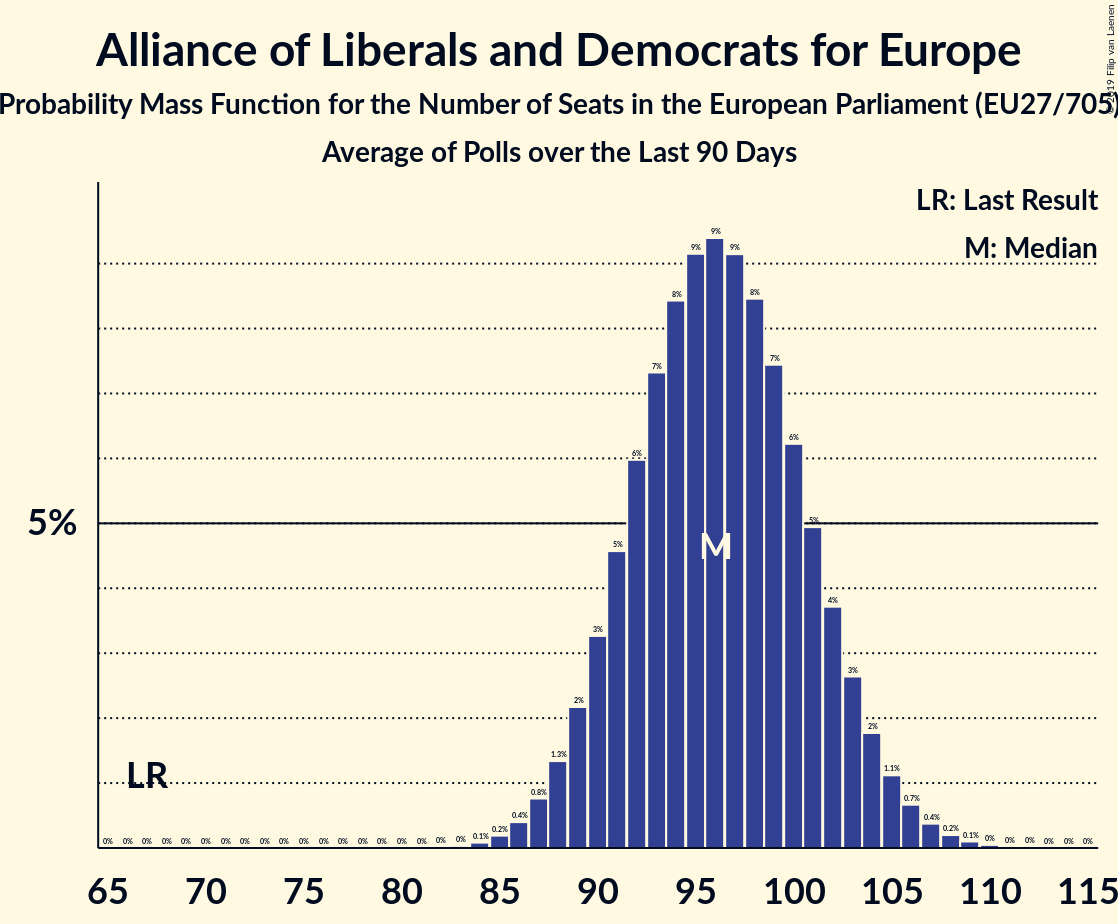 Alliance of Liberals and Democrats for Europe
Probability Mass Function for the Number of Seats in the European Parliament (EU27/705)
Average of Polls over the Last 90 Days
© 2019 Filip van Laenen
LR: Last Result
M: Median
5%
LR
M
0% 0% 0% 0% 0% 0% 0% 0% 0% 0% 0% 0% 0% 0% 0% 0% 0% 0% 0% 0.1% 0.2% 0.4% 0.8% 1.3% 2% 3% 5% 6% 7% 8% 9% 9% 9% 8% 7% 6% 5% 4% 3% 2% 1.1% 0.7% 0.4% 0.2% 0.1% 0% 0% 0% 0% 0% 0%
65 70 75 80 85 90 95 100 105 110 115